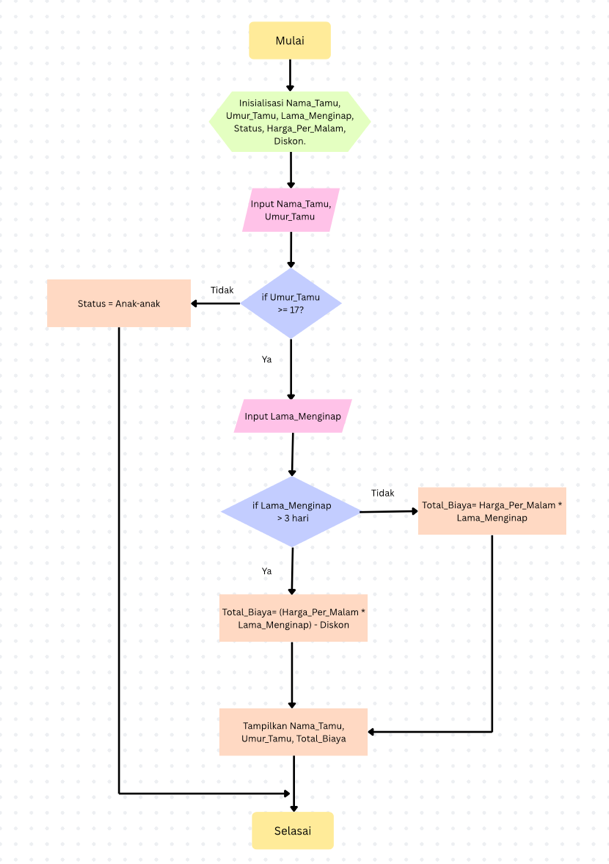 Mulai
Inisialisasi Nama_Tamu,
Umur_Tamu, Lama_Menginap,
Status, Harga_Per_Malam,
Diskon.
Input Nama_Tamu,
Umur_Tamu
if Umur_Tamu
>= 17?
Tidak
Status = Anak-anak
Ya
Input Lama_Menginap
if Lama_Menginap
> 3 hari
Tidak
Total_Biaya= Harga_Per_Malam *
Lama_Menginap
Ya
Total_Biaya= (Harga_Per_Malam *
Lama_Menginap) - Diskon
Tampilkan Nama_Tamu,
Umur_Tamu, Total_Biaya
Selasai